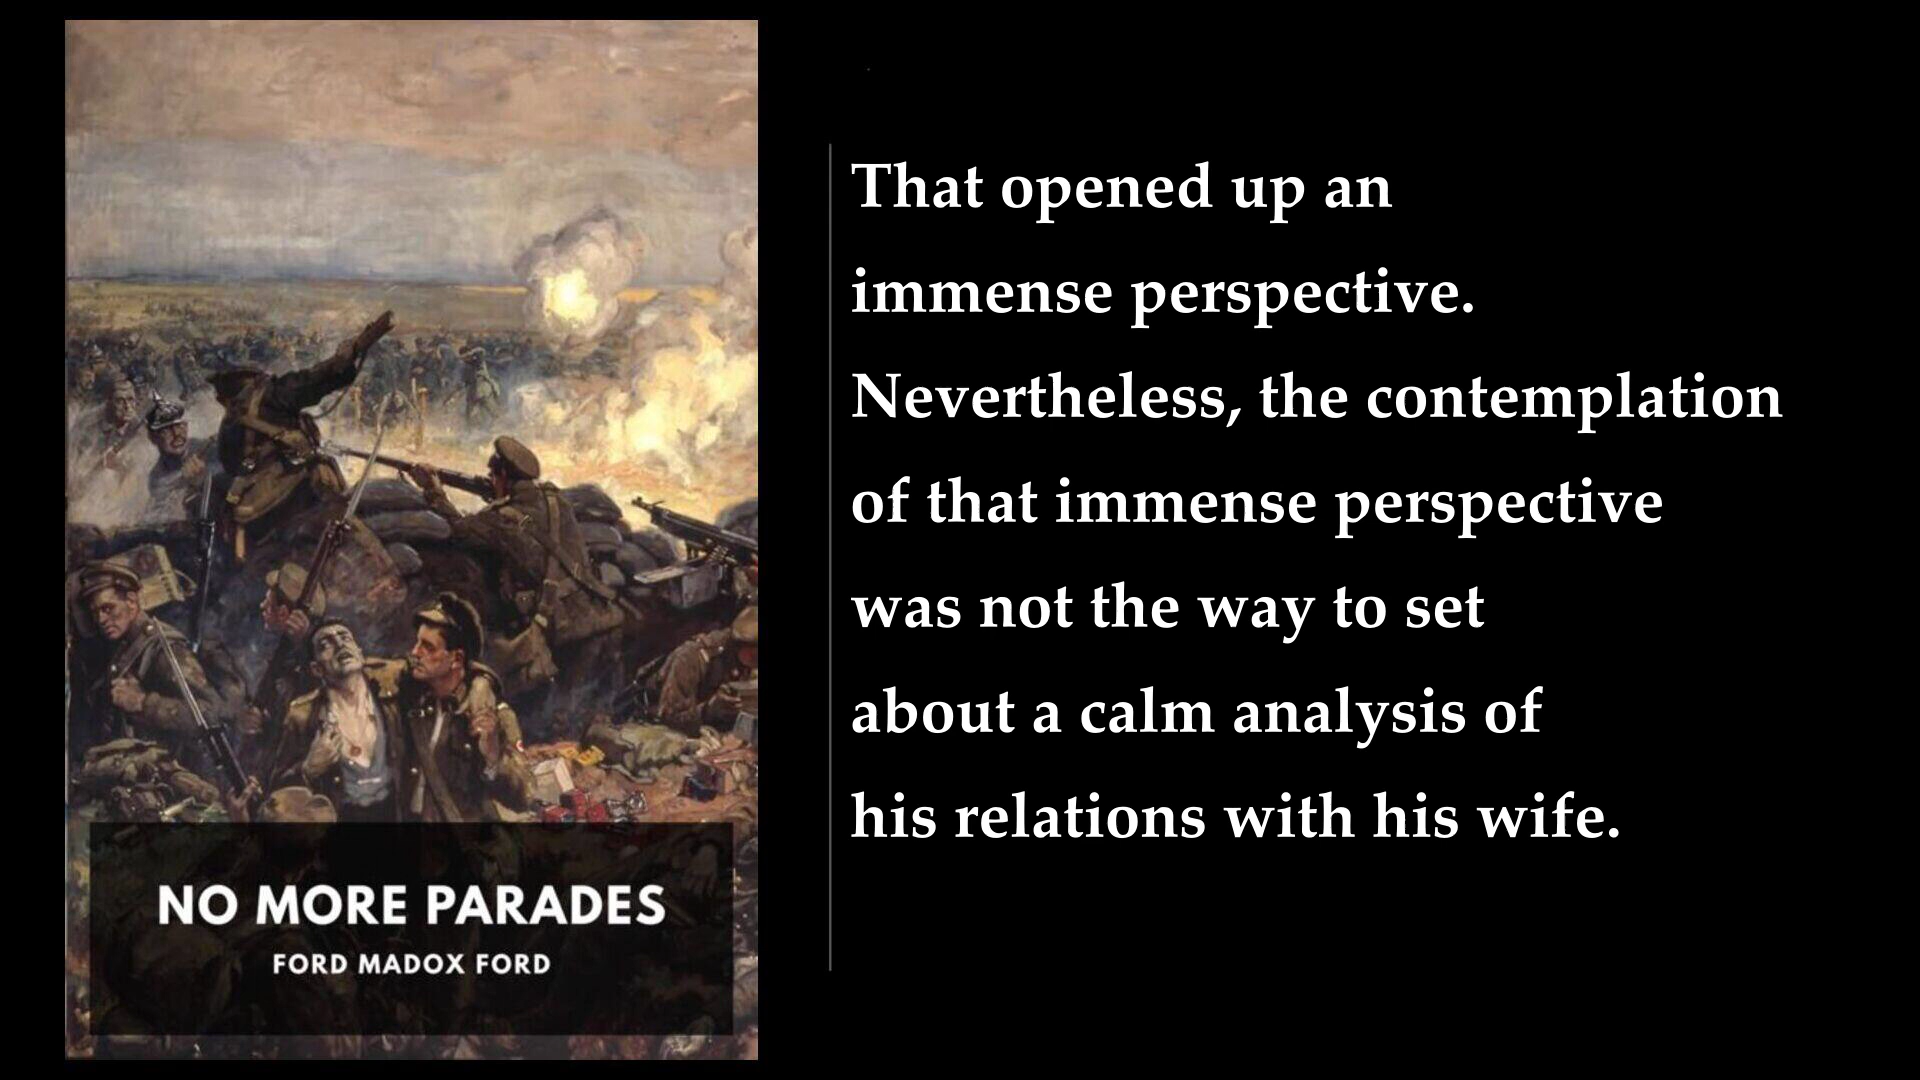 NO MORE PARADES
FORD MADOX FORD
That opened up an
immense perspective.
Nevertheless, the contemplation
of that immense perspective
was not the way to set
about a calm analysis of
his relations with his wife.